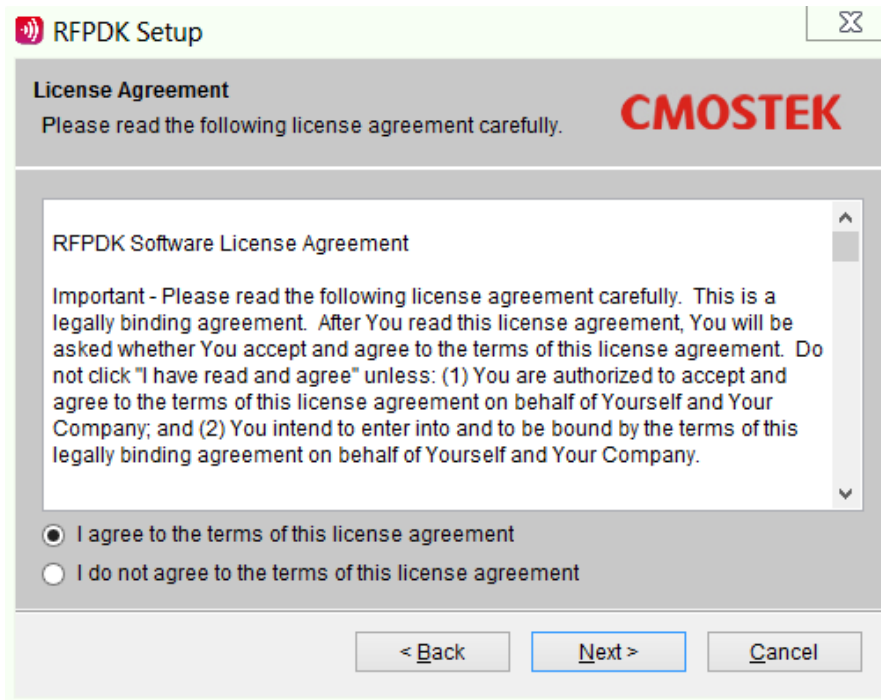 RFPDK Setup
License Agreement
Please read the following license agreement carefully.
CMOSTEK
RFPDK Software License Agreement
Important - Please read the following license agreement carefully.  This is a
legally binding agreement.  After You read this license agreement, You will be
asked whether You accept and agree to the terms of this license agreement.  Do
not click "I have read and agree" unless: (1) You are authorized to accept and
agree to the terms of this license agreement on behalf of Yourself and Your
Company; and (2) You intend to enter into and to be bound by the terms of this
legally binding agreement on behalf of Yourself and Your Company.
I agree to the terms of this license agreement
I do not agree to the terms of this license agreement
< Back
Next >
Cancel